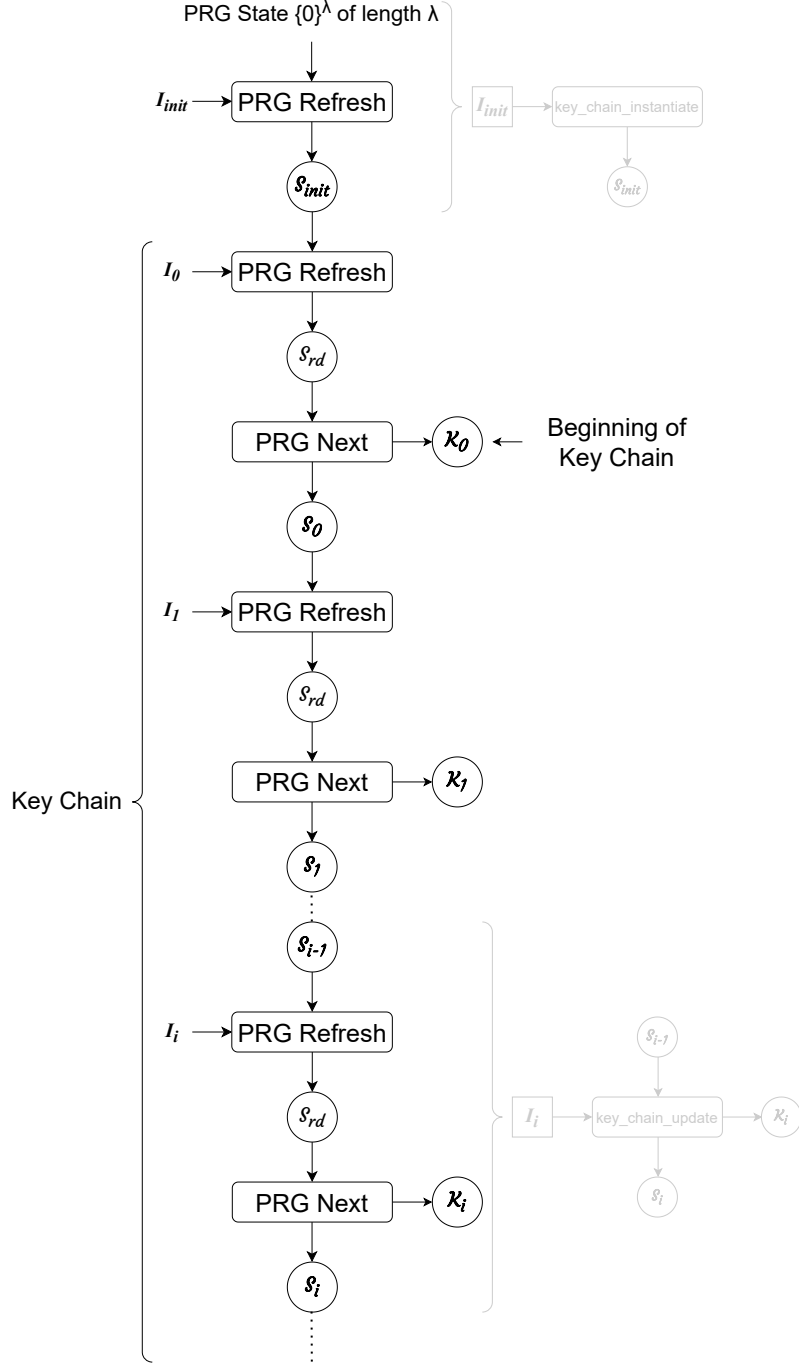 PRG State {0}^λ of length λ
I_init
PRG Refresh
I_init
key_chain_instantiate
S_init
S_init
I_0
PRG Refresh
S_rd
PRG Next
K_0
Beginning of
Key Chain
S_0
I_1
PRG Refresh
S_rd
PRG Next
K_1
Key Chain
S_1
S_i-1
I_i
PRG Refresh
S_i-1
S_rd
I_i
key_chain_update
K_i
PRG Next
K_i
S_i
S_i